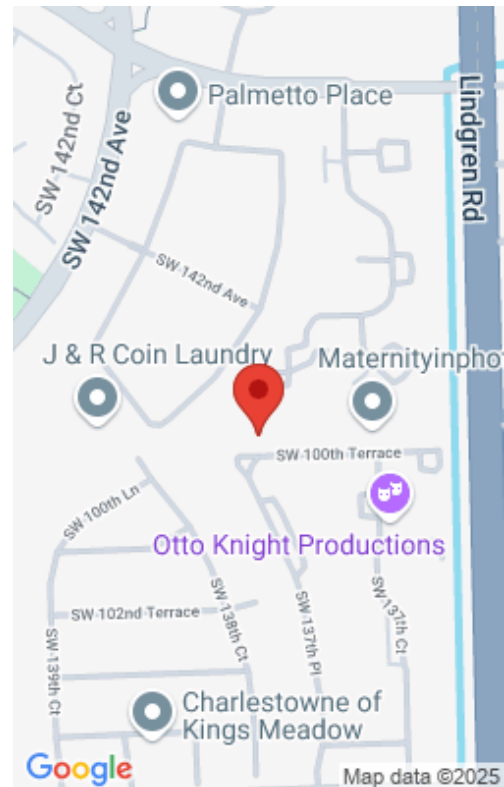 Palmetto Place
Lindgren Rd
SW 142nd Ct
SW 142nd Ave
SW 142nd Ave
J & R Coin Laundry
Maternityinpho
SW 100th Terrace
SW 100th Ln
Otto Knight Productions
SW 102nd Terrace
SW 138th Ct
SW 137th Pl
SW 137th Ct
SW 139th Ct
Charlestowne of
Kings Meadow
Google
Map data ©2025